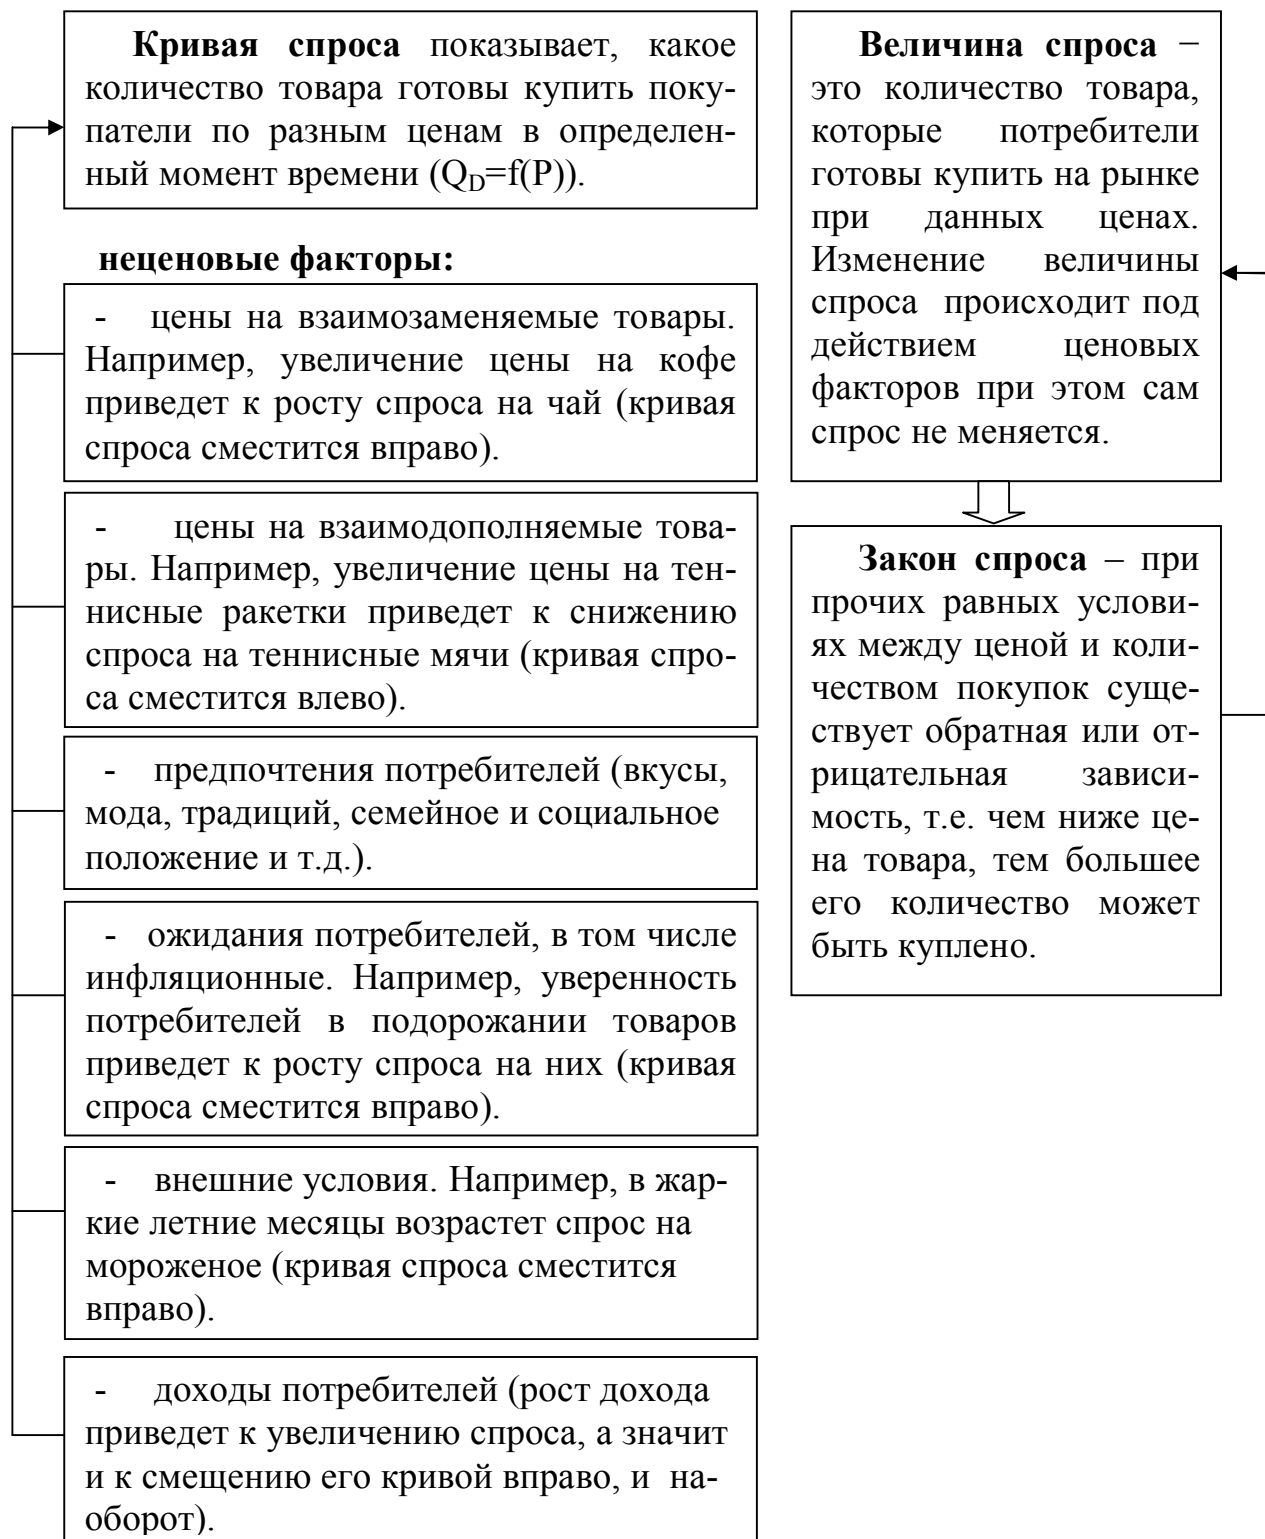 Кривая спроса показывает, какое
количество товара готовы купить поку-
патели по разным ценам в определен-
ный момент времени (QD=f(P)).
неценовые факторы:
- цены на взаимозаменяемые товары.
Например, увеличение цены на кофе
приведет к росту спроса на чай (кривая
спроса сместится вправо).
- цены на взаимодополняемые това-
ры. Например, увеличение цены на тен-
нисные ракетки приведет к снижению
спроса на теннисные мячи (кривая спро-
са сместится влево).
- предпочтения потребителей (вкусы,
мода, традиций, семейное и социальное
положение и т.д.).
- ожидания потребителей, в том числе
инфляционные. Например, уверенность
потребителей в подорожании товаров
приведет к росту спроса на них (кривая
спроса сместится вправо).
- внешние условия. Например, в жар-
кие летние месяцы возрастет спрос на
мороженое (кривая спроса сместится
вправо).
- доходы потребителей (рост дохода
приведет к увеличению спроса, а значит
и к смещению его кривой вправо, и на-
оборот).
Величина спроса –
это количество товара,
которые потребители
готовы купить на рынке
при данных ценах.
Изменение величины
спроса происходит под
действием ценовых
факторов при этом сам
спрос не меняется.
Закон спроса – при
прочих равных услови-
ях между ценой и коли-
чеством покупок суще-
ствует обратная или от-
рицательная зависи-
мость, т.е. чем ниже це-
на товара, тем большее
его количество может
быть куплено.